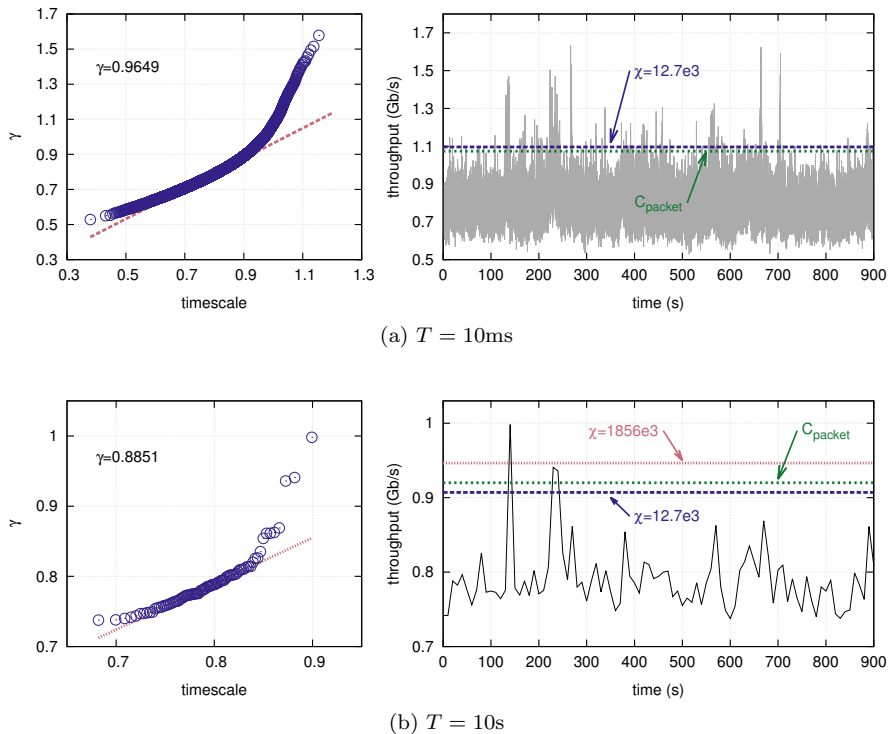 1.7
1.5
1.3
1.1
0.9
0.7
0.5
0.3
γ
γ=0.9649
0.3 0.5 0.7 0.9 1.1 1.3
timescale
1.7
1.5
1.3
1.1
0.9
0.7
0.5
throughput (Gb/s)
χ=12.7e3
Cpacket
0 100 200 300 400 500 600 700 800 900
time (s)
(a) T = 10ms
1
0.9
0.8
0.7
γ
γ=0.8851
0.7 0.8 0.9
timescale
1
0.9
0.8
0.7
throughput (Gb/s)
χ=1856e3
Cpacket
χ=12.7e3
0 100 200 300 400 500 600 700 800 900
time (s)
(b) T = 10s